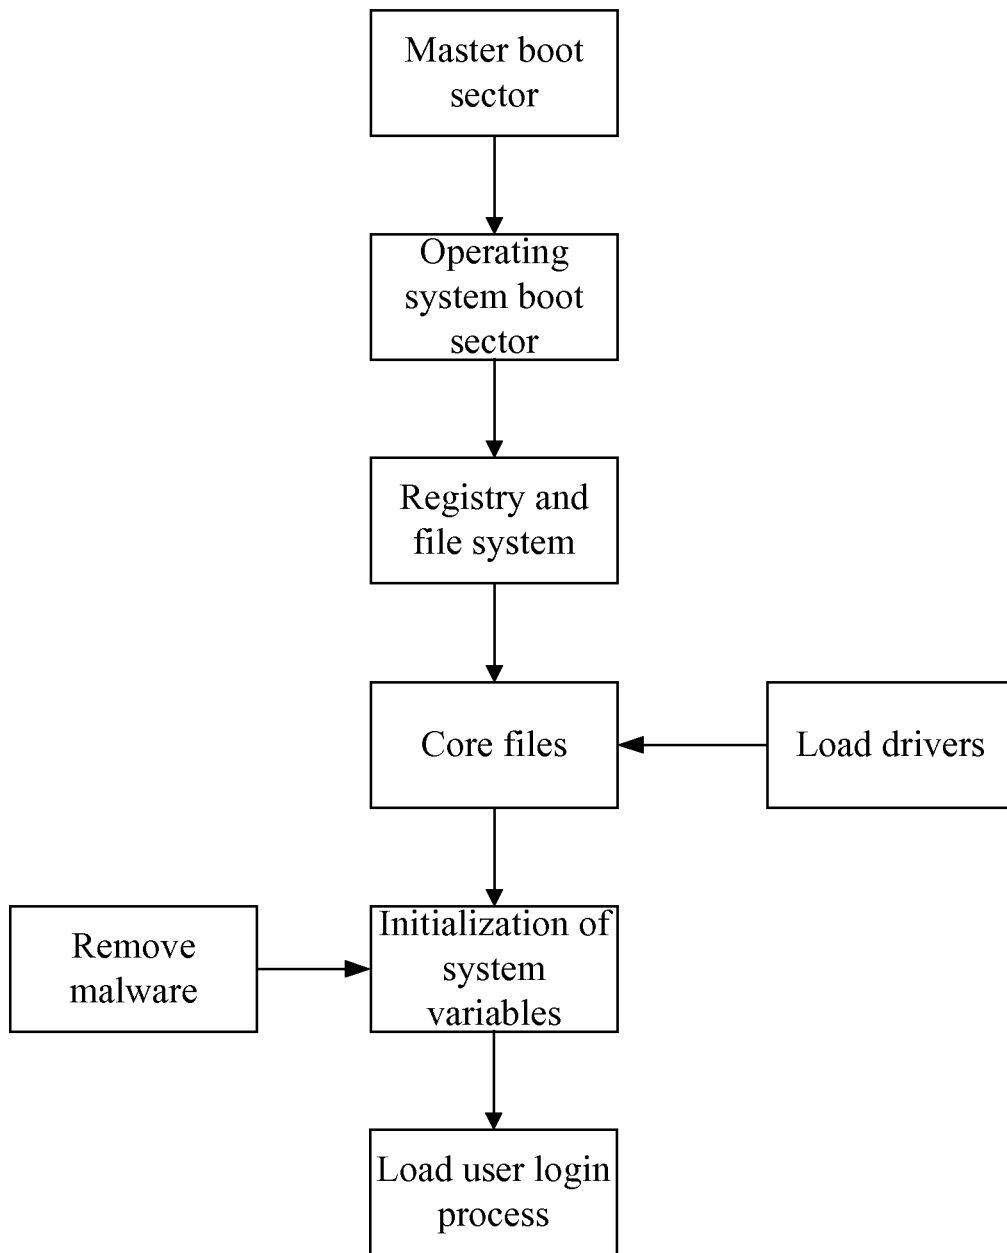 Master boot
sector
Operating
system boot
sector
Registry and
file system
Core files
Load drivers
Remove
malware
Initialization of
system
variables
Load user login
process